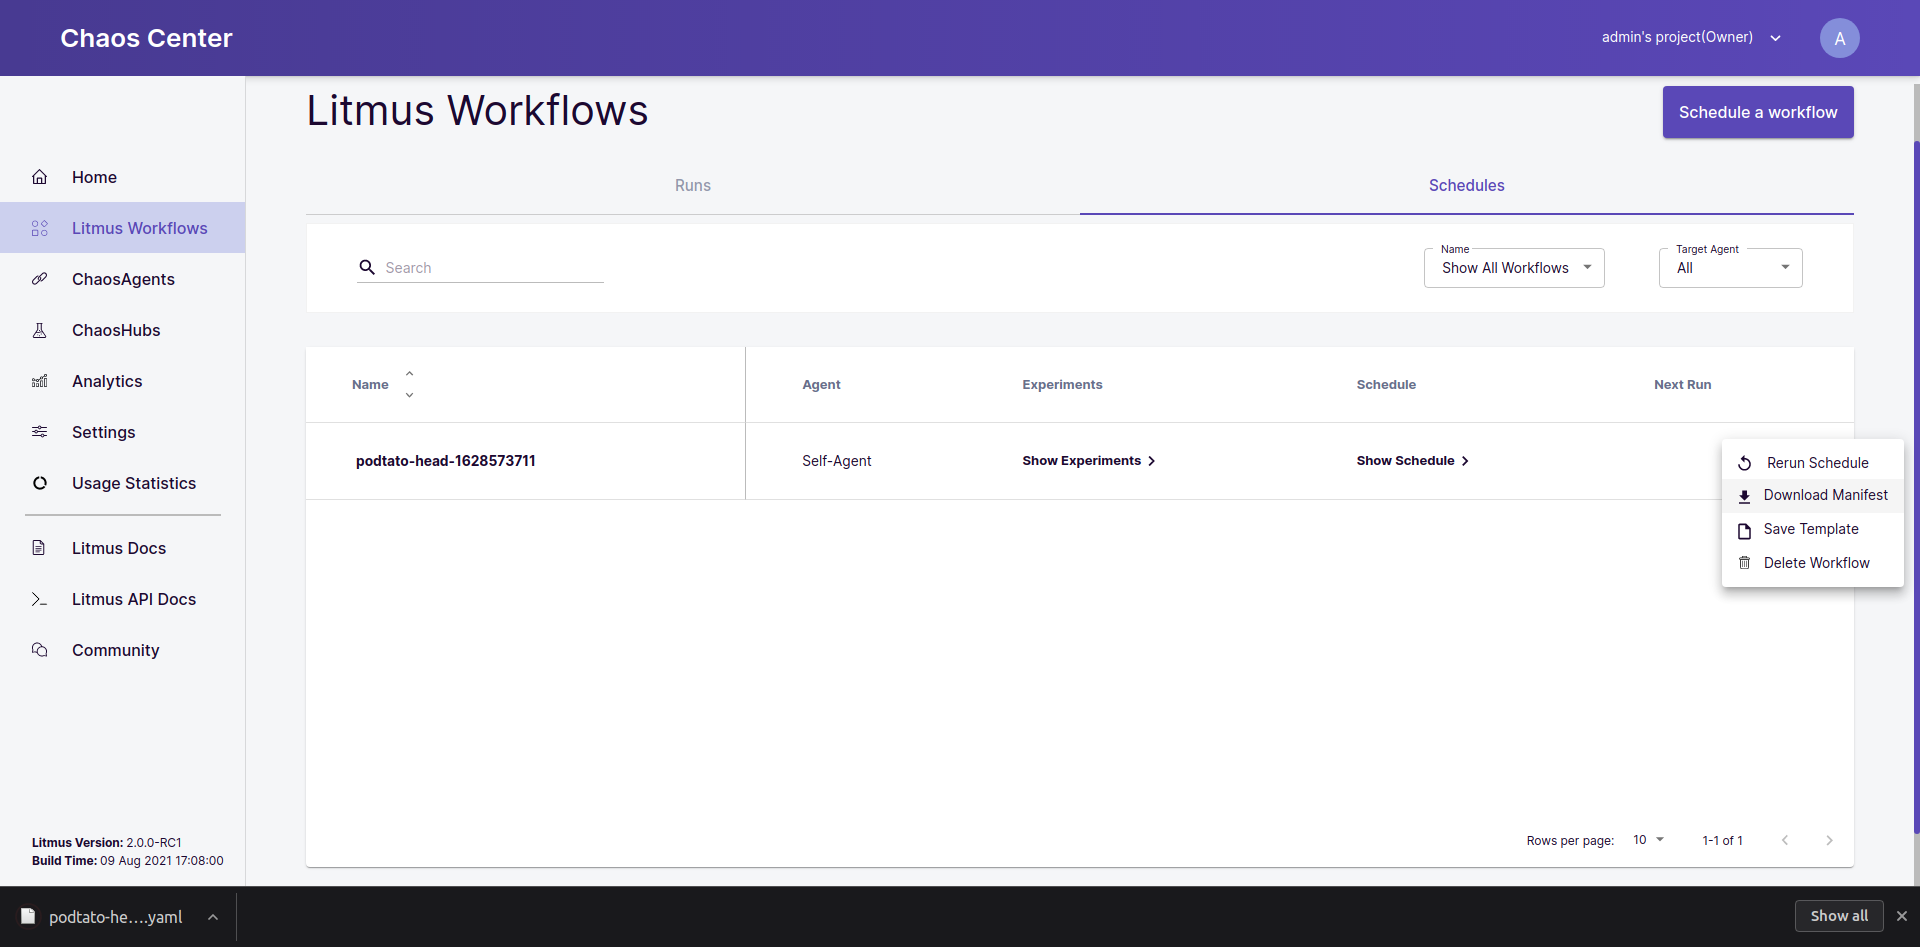 Chaos Center
admin's project(Owner)
A
Litmus Workflows
Schedule a workflow
Home
Litmus Workflows
ChaosAgents
ChaosHubs
Analytics
Settings
Usage Statistics
Litmus Docs
Litmus API Docs
Community
Litmus Version: 2.0.0-RC1
Build Time: 09 Aug 2021 17:08:00
Runs
Schedules
Search
Name
Show All Workflows
Target Agent
All
Name
Agent
Experiments
Schedule
Next Run
podtato-head-1628573711
Self-Agent
Show Experiments
Show Schedule
Rerun Schedule
Download Manifest
Save Template
Delete Workflow
Rows per page: 10
1-1 of 1
podtato-he....yaml
Show all